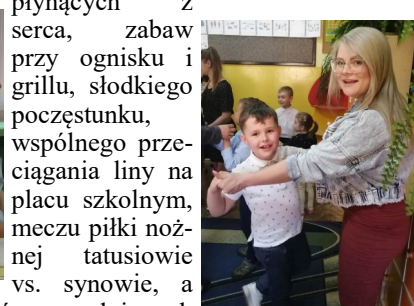 płynących z
serca, zabaw
przy ognisku i
grillu, słodkiego
poczęstunku,
wspólnego prze-
ciągania liny na
placu szkolnym,
meczu piłki noż-
nej tatusiowie
vs. synowie, a